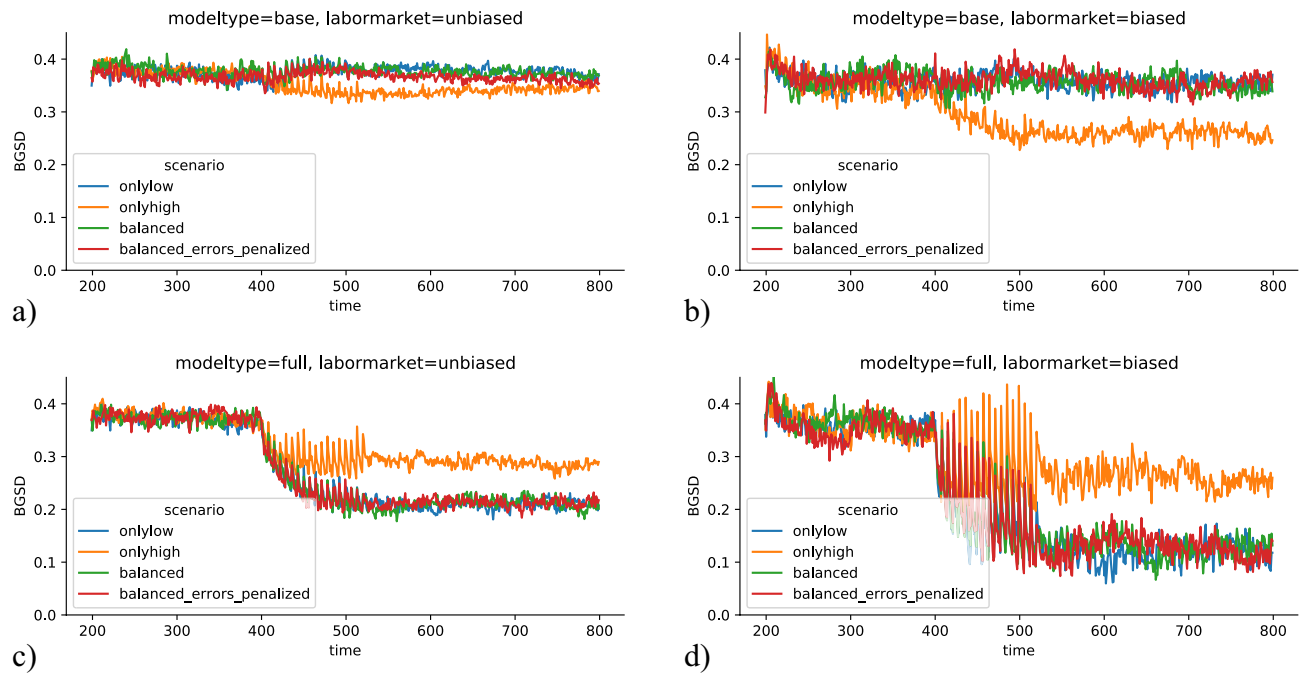 modeltype=base, labormarket=unbiased
0.4
0.3
0.2
0.1
0.0
BGSD
scenario
onlylow
onlyhigh
balanced
balanced_errors_penalized
200 300 400 500 600 700 800
time
a)
modeltype=base, labormarket=biased
0.4
0.3
0.2
0.1
0.0
BGSD
scenario
onlylow
onlyhigh
balanced
balanced_errors_penalized
200 300 400 500 600 700 800
time
b)
modeltype=full, labormarket=unbiased
0.4
0.3
0.2
0.1
0.0
BGSD
scenario
onlylow
onlyhigh
balanced
balanced_errors_penalized
200 300 400 500 600 700 800
time
c)
modeltype=full, labormarket=biased
0.4
0.3
0.2
0.1
0.0
BGSD
scenario
onlylow
onlyhigh
balanced
balanced_errors_penalized
200 300 400 500 600 700 800
time
d)